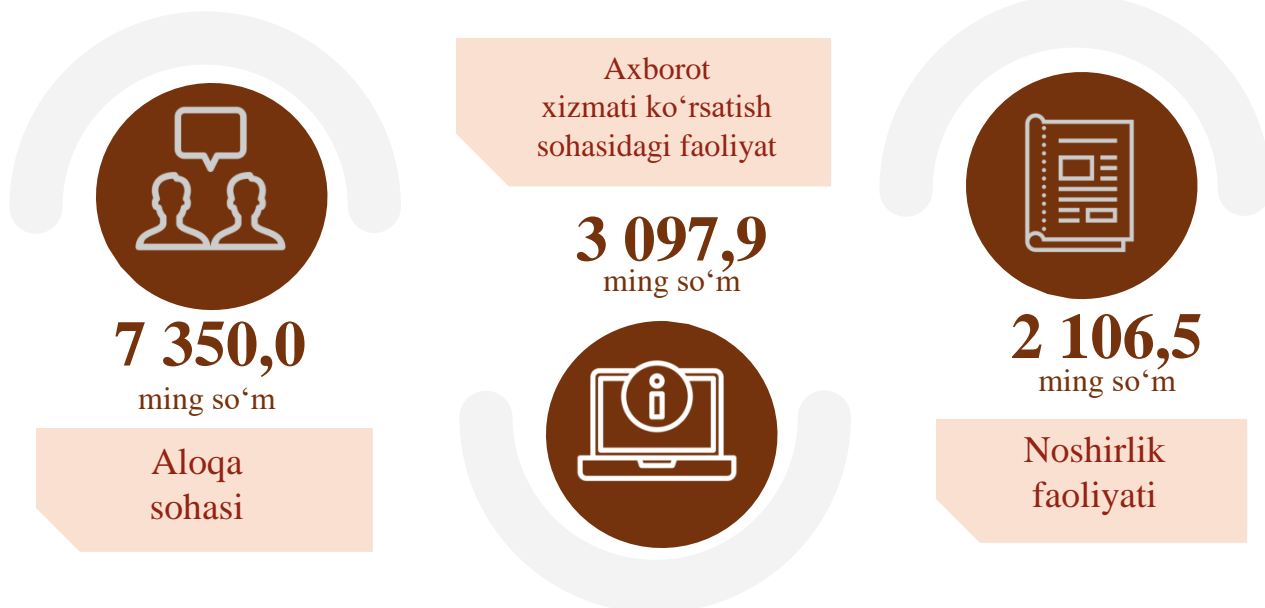 7 350,0
ming so‘m
Aloqa
sohasi
Axborot
xizmati ko‘rsatish
sohasidagi faoliyat
3 097,9
ming so‘m
2 106,5
ming so‘m
Noshirlik
faoliyati